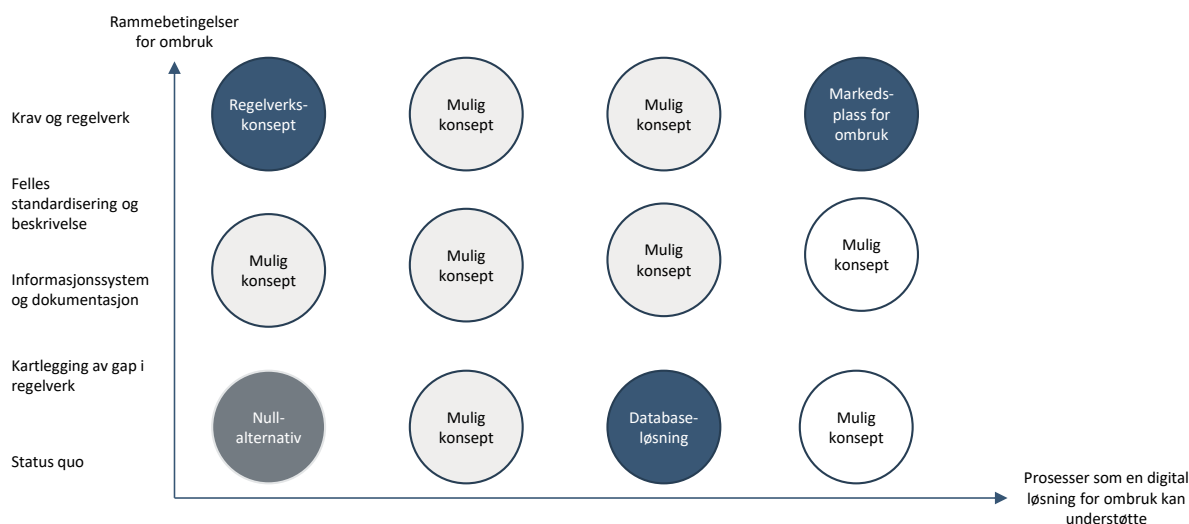 Rammebetingelser
for ombruk
Krav og regelverk
Regelverks-
konsept
Mulig
konsept
Mulig
konsept
Markeds-
plass for
ombruk
Felles
standardisering og
beskrivelse
Mulig
konsept
Mulig
konsept
Mulig
konsept
Mulig
konsept
Informasjonssystem
og dokumentasjon
Kartlegging av gap i
regelverk
Null-
alternativ
Mulig
konsept
Database-
løsning
Mulig
konsept
Status quo
Prosesser som en digital
løsning for ombruk kan
understøtte